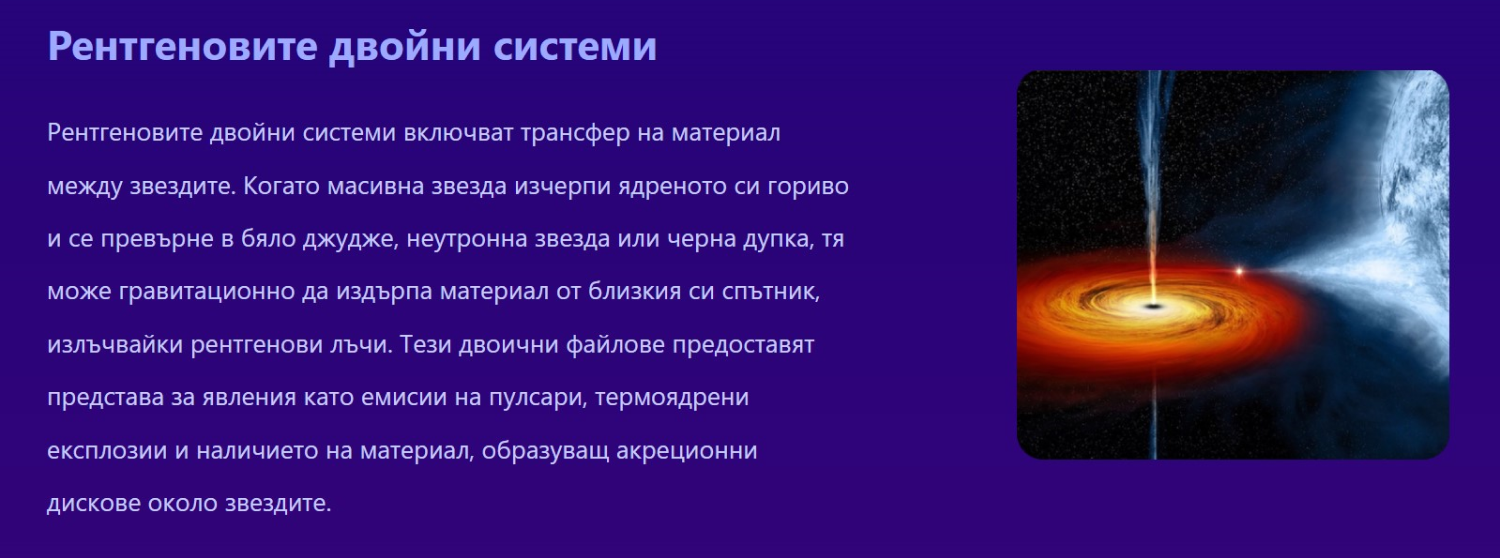 Рентгеновите двойни системи
Рентгеновите двойни системи включват трансфер на материал
между звездите. Когато масивна звезда изчерпи ядреното си гориво
и се превърне в бяло джудже, неутронна звезда или черна дупка, тя
може гравитационно да издърпа материал от близкия си спътник,
излъчвайки рентгенови лъчи. Тези двоични файлове предоставят
представа за явления като емисии на пулсари, термоядрени
експлозии и наличието на материал, образуващ акреционни
дискове около звездите.